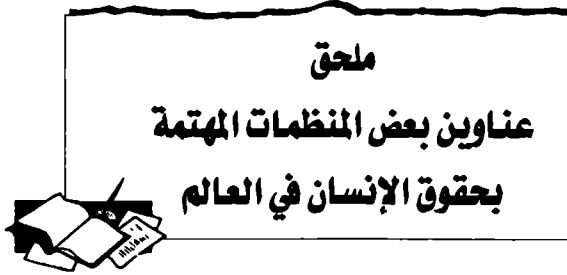 ملحق
عناوين بعض المنظمات المهتمة
بحقوق الإنسان في العالم